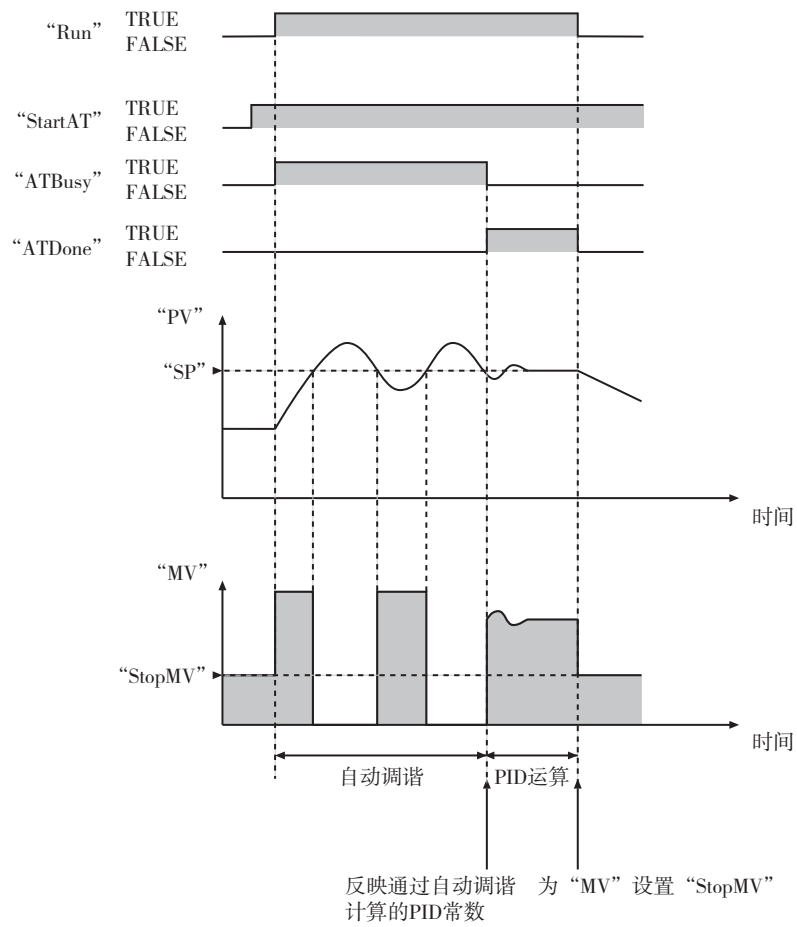 “Run”
TRUE
FALSE
“StartAT”
TRUE
FALSE
“ATBusy”
TRUE
FALSE
“ATDone”
TRUE
FALSE
“PV”
“SP”
时间
“MV”
“StopMV”
时间
自动调谐
PID运算
反映通过自动调谐
计算的PID常数
为“MV”设置“StopMV”